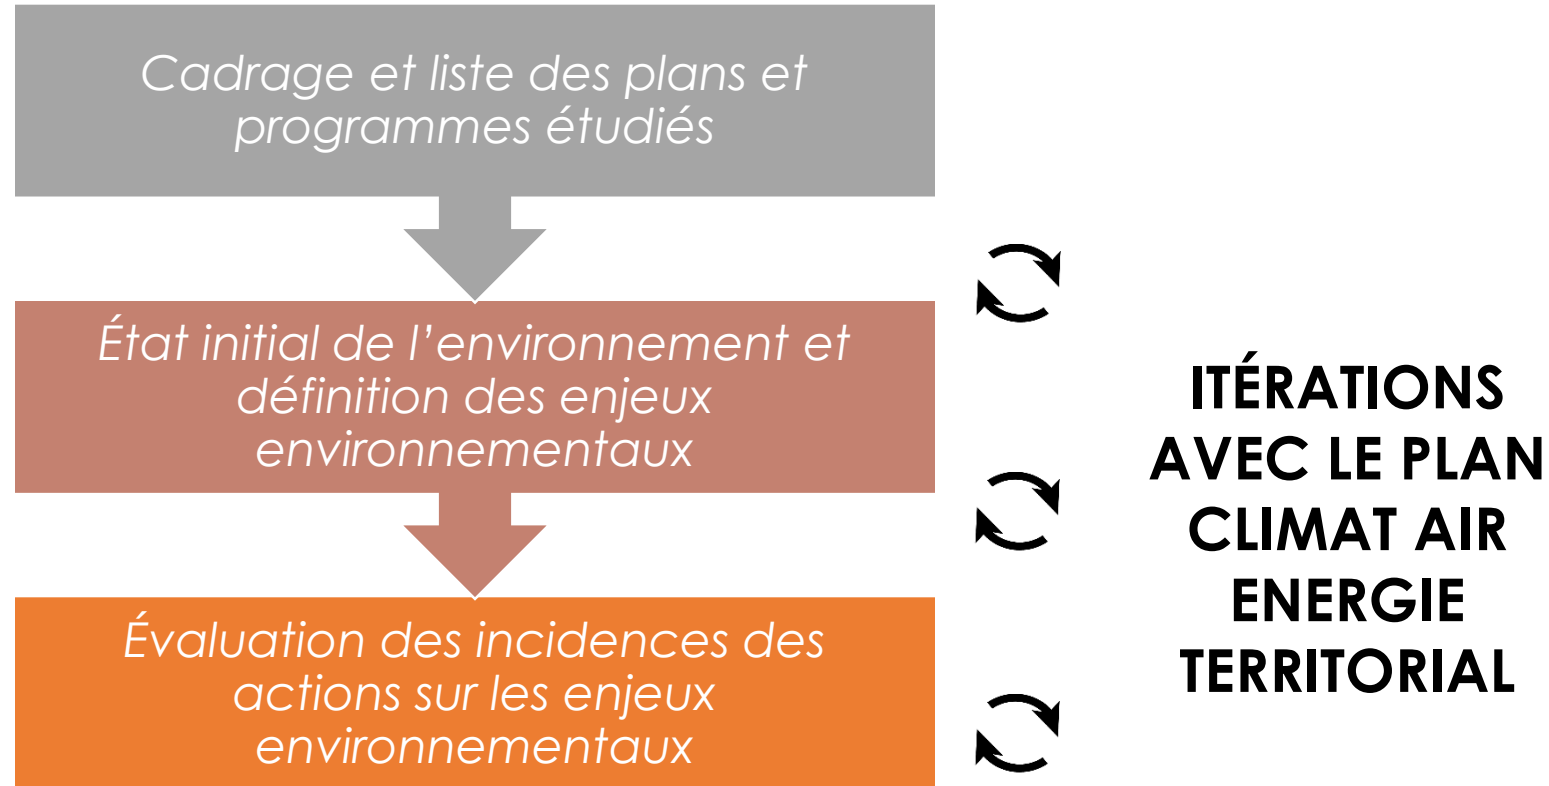 Cadrage et liste des plans et
programmes étudiés
État initial de l’environnement et
définition des enjeux
environnementaux
Évaluation des incidences des
actions sur les enjeux
environnementaux
ITÉRATIONS
AVEC LE PLAN
CLIMAT AIR
ENERGIE
TERRITORIAL